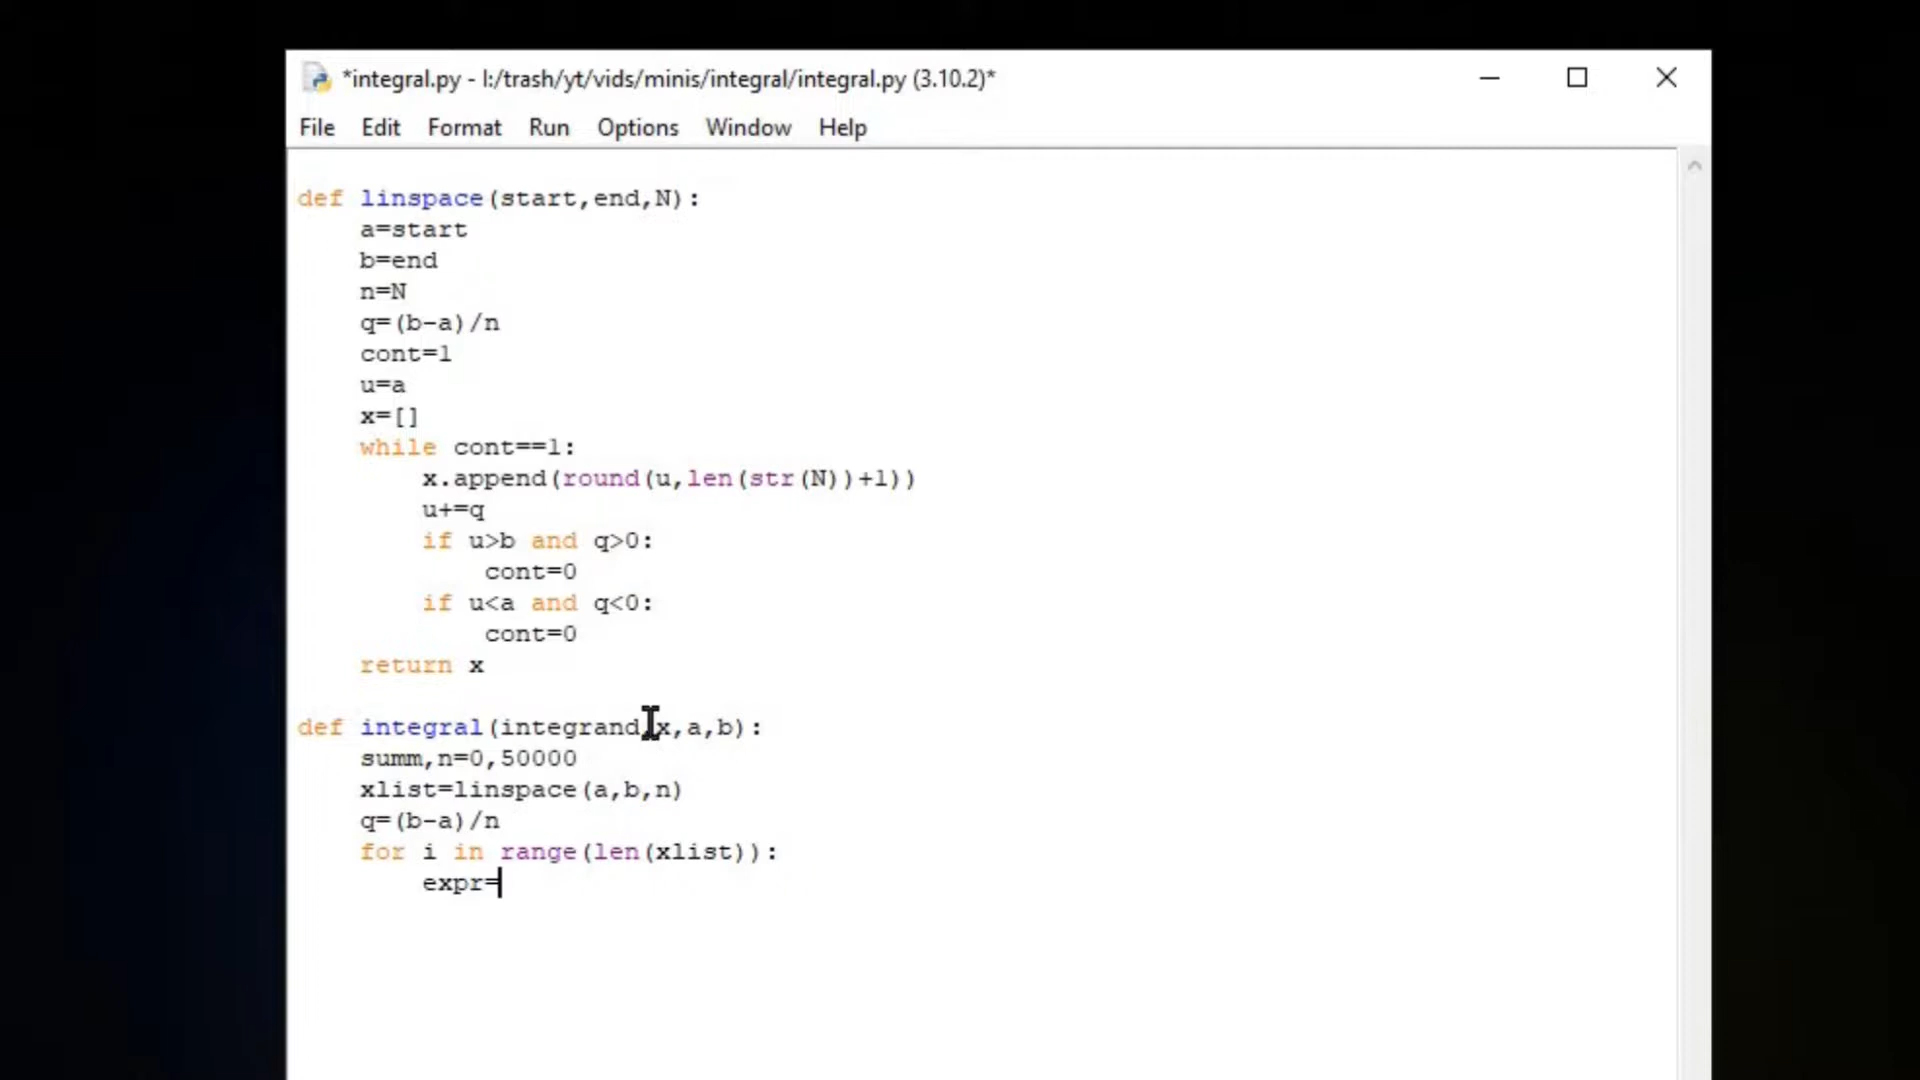 *integral.py - I:/trash/yt/vids/minis/integral/integral.py (3.10.2)*
File Edit Format Run Options Window Help
def linspace(start,end,N):
    a=start
    b=end
    n=N
    q=(b-a)/n
    cont=1
    u=a
    x=[]
    while cont==1:
        x.append(round(u,len(str(N))+1))
        u+=q
        if u>b and q>0:
            cont=0
        if u<a and q<0:
            cont=0
    return x
def integral(integrand,x,a,b):
    summ,n=0,50000
    xlist=linspace(a,b,n)
    q=(b-a)/n
    for i in range(len(xlist)):
        expr=